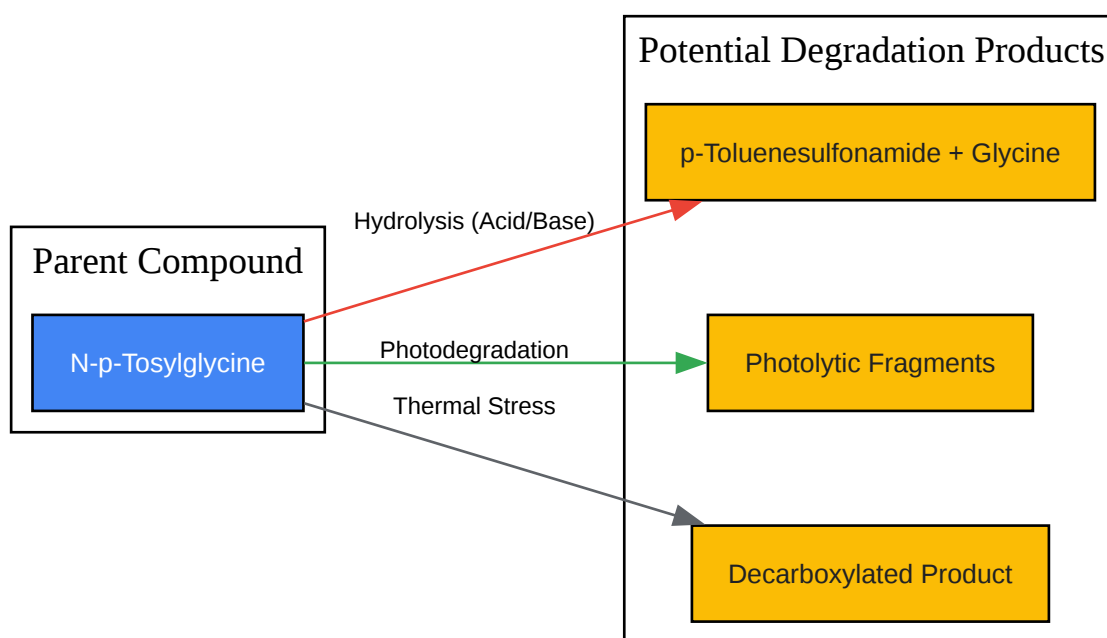 Potential Degradation Products
p-Toluenesulfonamide + Glycine
Hydrolysis (Acid/Base)
Parent Compound
N-p-Tosylglycine
Photodegradation
Photolytic Fragments
Thermal Stress
Decarboxylated Product